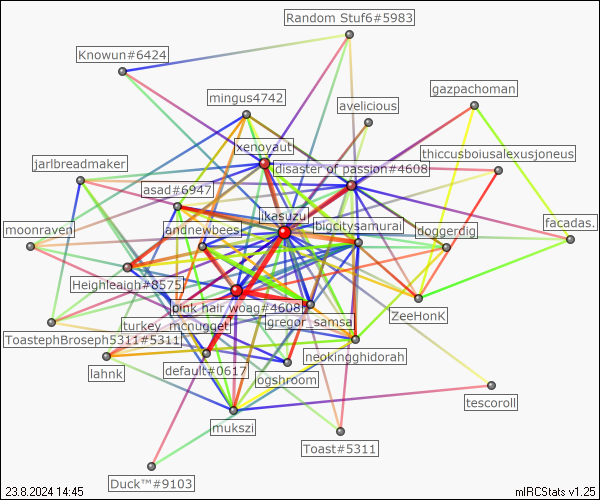 Random Stuf6#5983
Knowun#6424
gazpachoman
mingus4742
avelicious
xenoyaut
thiccusboiusalexusjoneus
jarlbreadmaker
disaster of passion#4608
asad#6947
likasuzu
moonraven
andnewbees
bigcitysamurai
doggerdig
facadas.
Heighleaigh#8575
pink hair woag#4608
ZeeHonK
turkey_mcnugget
gregor_samsa
ToastephBroseph5311#5311
neokingghidorah
lahnk
default#0617
logshroom
tescoroll
mukszi
Toast#5311
Duck™#9103
23.8.2024 14:45
mIRCStats v1.25